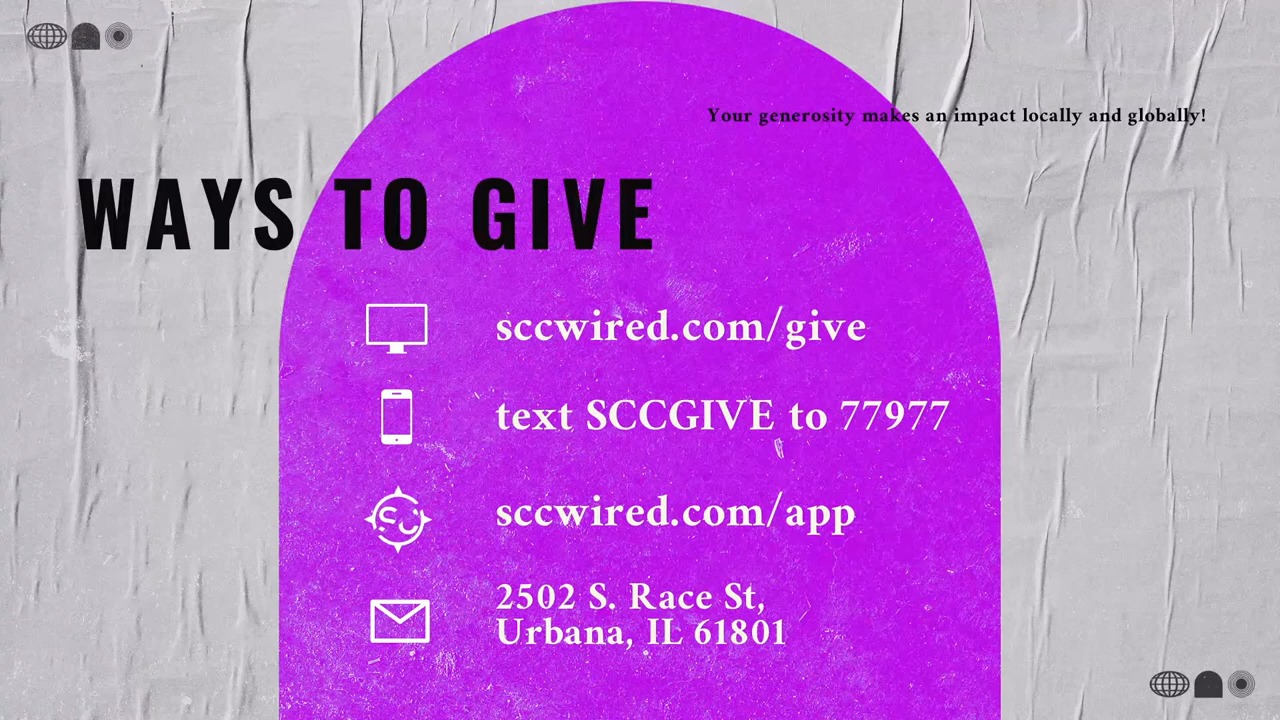 Your generosity makes an impact locally and globally!
WAYS TO GIVE
sccwired.com/give
text SCCGIVE to 77977
sccwired.com/app
2502 S. Race St,
Urbana, IL 61801